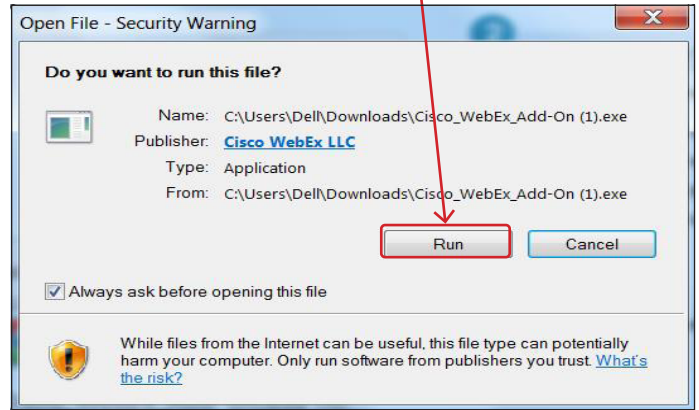 Open File - Security Warning
Do you want to run this file?
Name: C:\Users\Dell\Downloads\Cisco_WebEx_Add-On (1).exe
Publisher: Cisco WebEx LLC
Type: Application
From: C:\Users\Dell\Downloads\Cisco_WebEx_Add-On (1).exe
Run Cancel
Always ask before opening this file
While files from the Internet can be useful, this file type can potentially
harm your computer. Only run software from publishers you trust. What's
the risk?